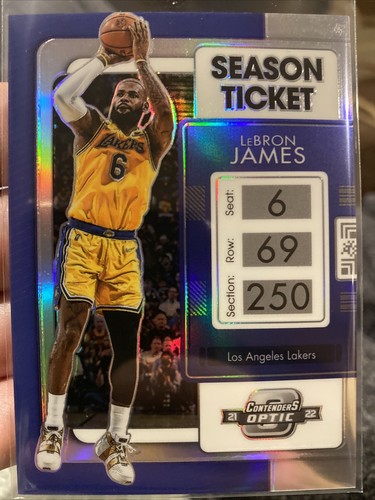 SEASON
TICKET
LeBRON
JAMES
Seat: 6
Row: 69
Section: 250
Los Angeles Lakers
21 CONTENDERS 22
OPTIC
LAKERS
6